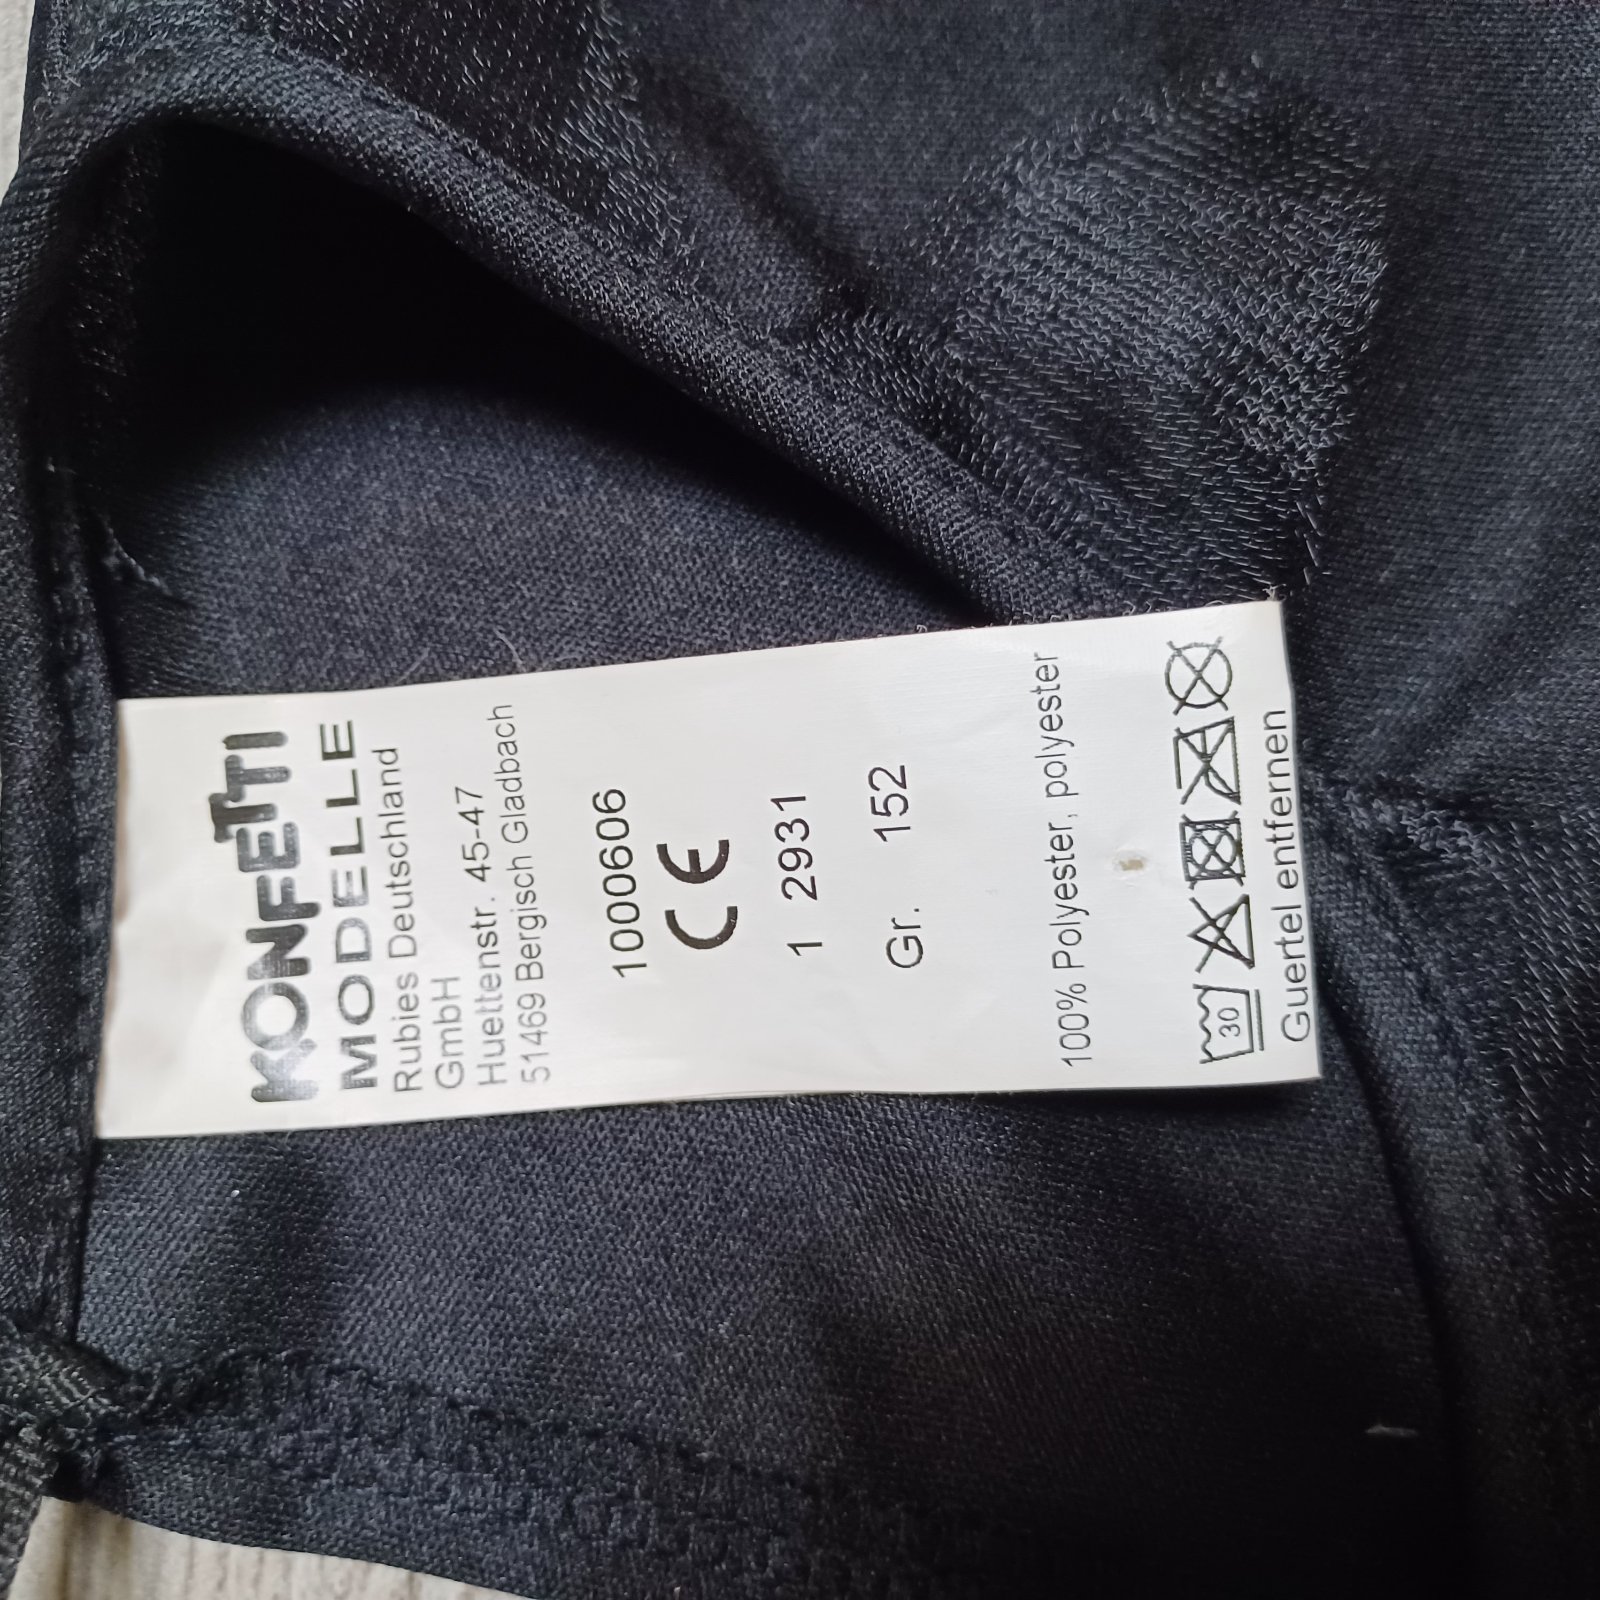 KONFETTI
MODELLE
Rubies Deutschland
GmbH
Huettenstr. 45-47
51469 Bergisch Gladbach
1000606
CE
1 2931
Gr. 152
100% Polyester, polyester
30
Guertel entfernen